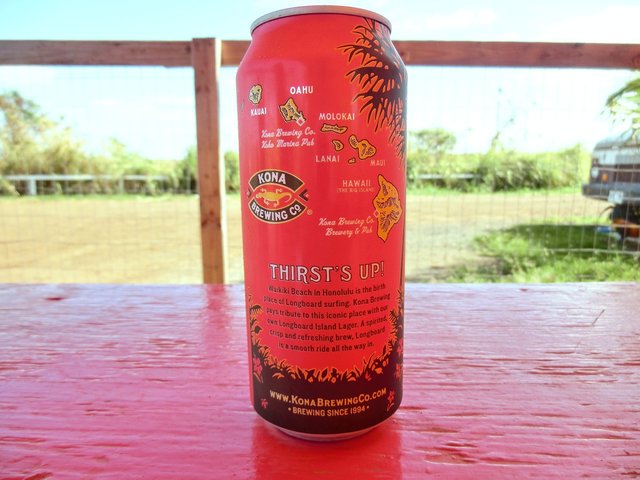 OAHU
KAUAI
MOLOKAI
Kona Brewing Co.
Koko Marina Pub
LANAI
MAUI
KONA
BREWING CO
®
HAWAII
(THE BIG ISLAND)
Kona Brewing Co.
Brewery & Pub
THIRST'S UP!
Waikiki Beach in Honolulu is the birth
place of Longboard surfing. Kona Brewing
pays tribute to this iconic place with our
own Longboard Island Lager. A spirited,
crisp and refreshing brew, Longboard
is a smooth ride all the way in.
www.KonaBrewingCo.com
• BREWING SINCE 1994 •